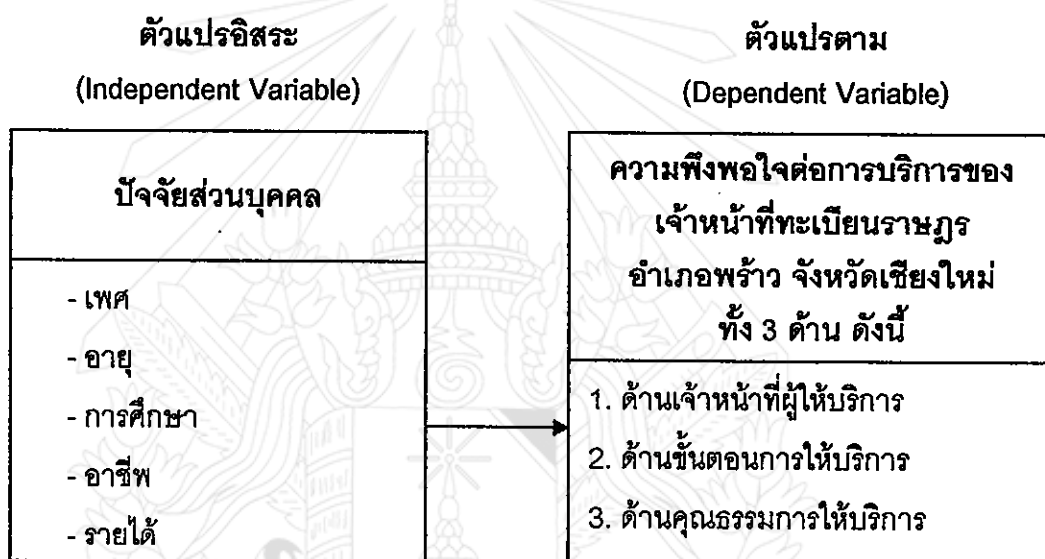 ตัวแปรอิสระ
(Independent Variable)
ปัจจัยส่วนบุคคล
- เพศ
- อายุ
- การศึกษา
- อาชีพ
- รายได้
ตัวแปรตาม
(Dependent Variable)
ความพึงพอใจต่อการบริการของ
เจ้าหน้าที่ทะเบียนราษฎร
อำเภอพร้าว จังหวัดเชียงใหม่
ทั้ง 3 ด้าน ดังนี้
1. ด้านเจ้าหน้าที่ผู้ให้บริการ
2. ด้านขั้นตอนการให้บริการ
3. ด้านคุณธรรมการให้บริการ